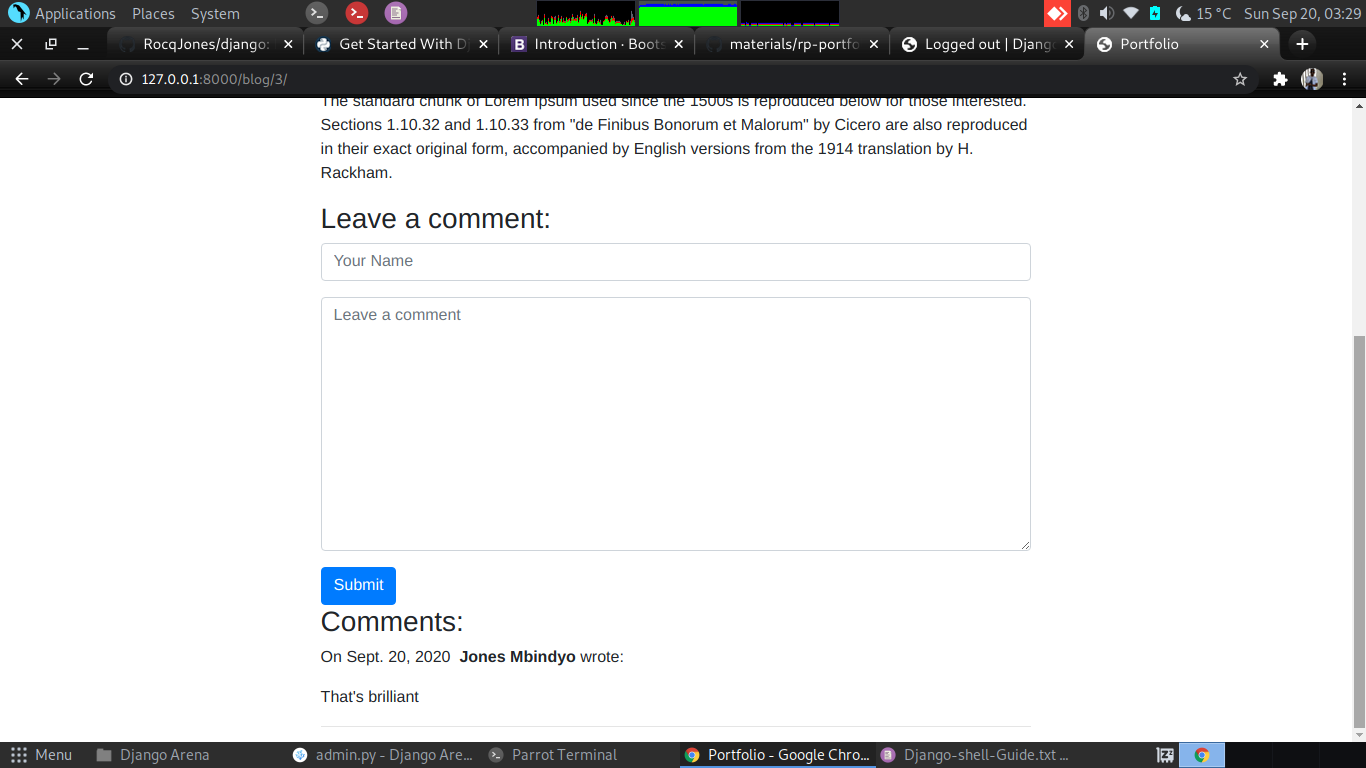 Applications Places System 15 °C Sun Sep 20, 03:29
RocqJones/django: Get Started With Dj Introduction · Boots materials/rp-portfo Logged out | Django Portfolio
127.0.0.1:8000/blog/3/
The standard chunk of Lorem Ipsum used since the 1500s is reproduced below for those interested.
Sections 1.10.32 and 1.10.33 from "de Finibus Bonorum et Malorum" by Cicero are also reproduced
in their exact original form, accompanied by English versions from the 1914 translation by H.
Rackham.
Leave a comment:
Your Name
Leave a comment
Submit
Comments:
On Sept. 20, 2020 Jones Mbindyo wrote:
That's brilliant
Menu Django Arena admin.py - Django Are... Parrot Terminal Portfolio - Google Chro... Django-shell-Guide.txt ...